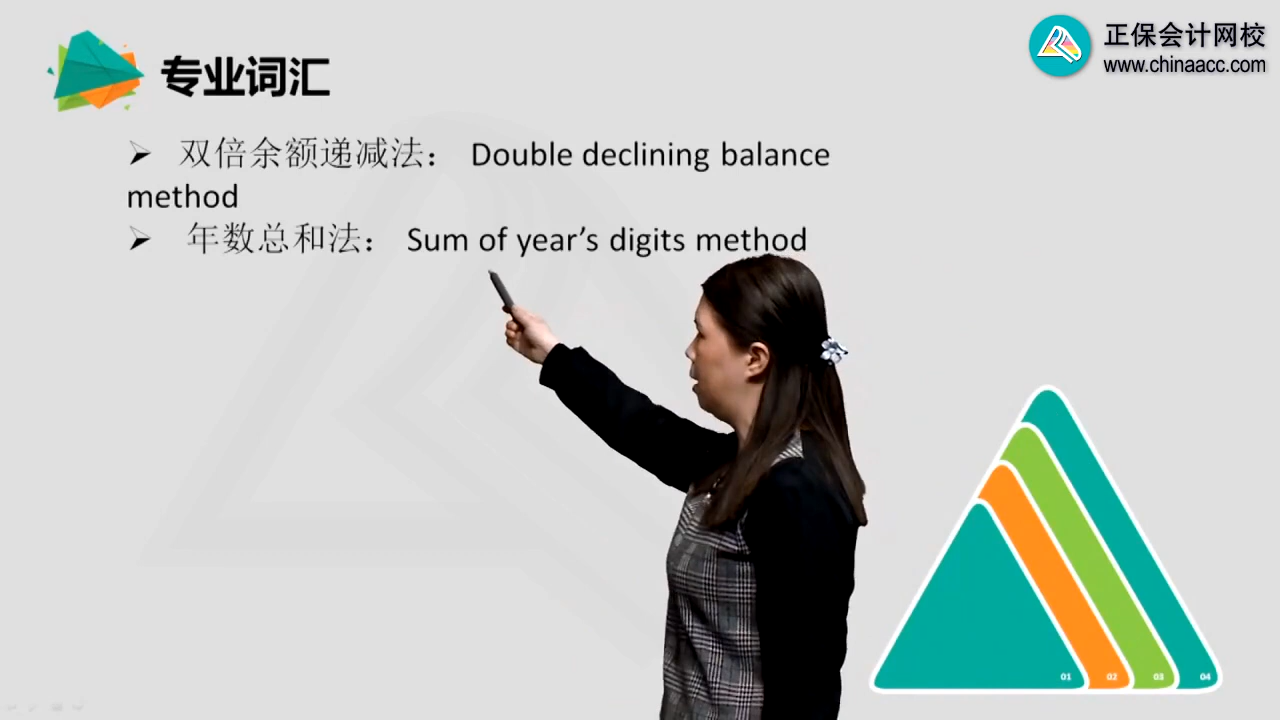 正保会计网校
www.chinaacc.com
专业词汇
➢ 双倍余额递减法： Double declining balance
method
➢ 年数总和法： Sum of year’s digits method
01 02 03 04